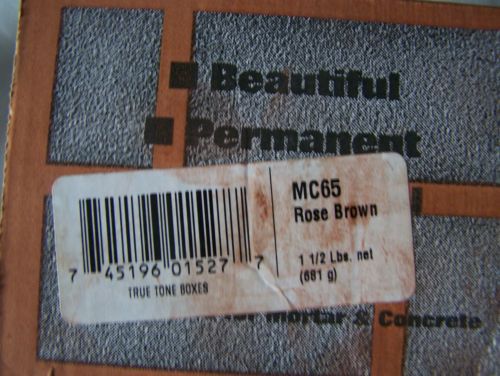 Beautiful
Permanent
MC65
Rose Brown
1 1/2 Lbs. net
(681 g)
7 45196 01527 7
TRUE TONE BOXES
for Mortar & Concrete